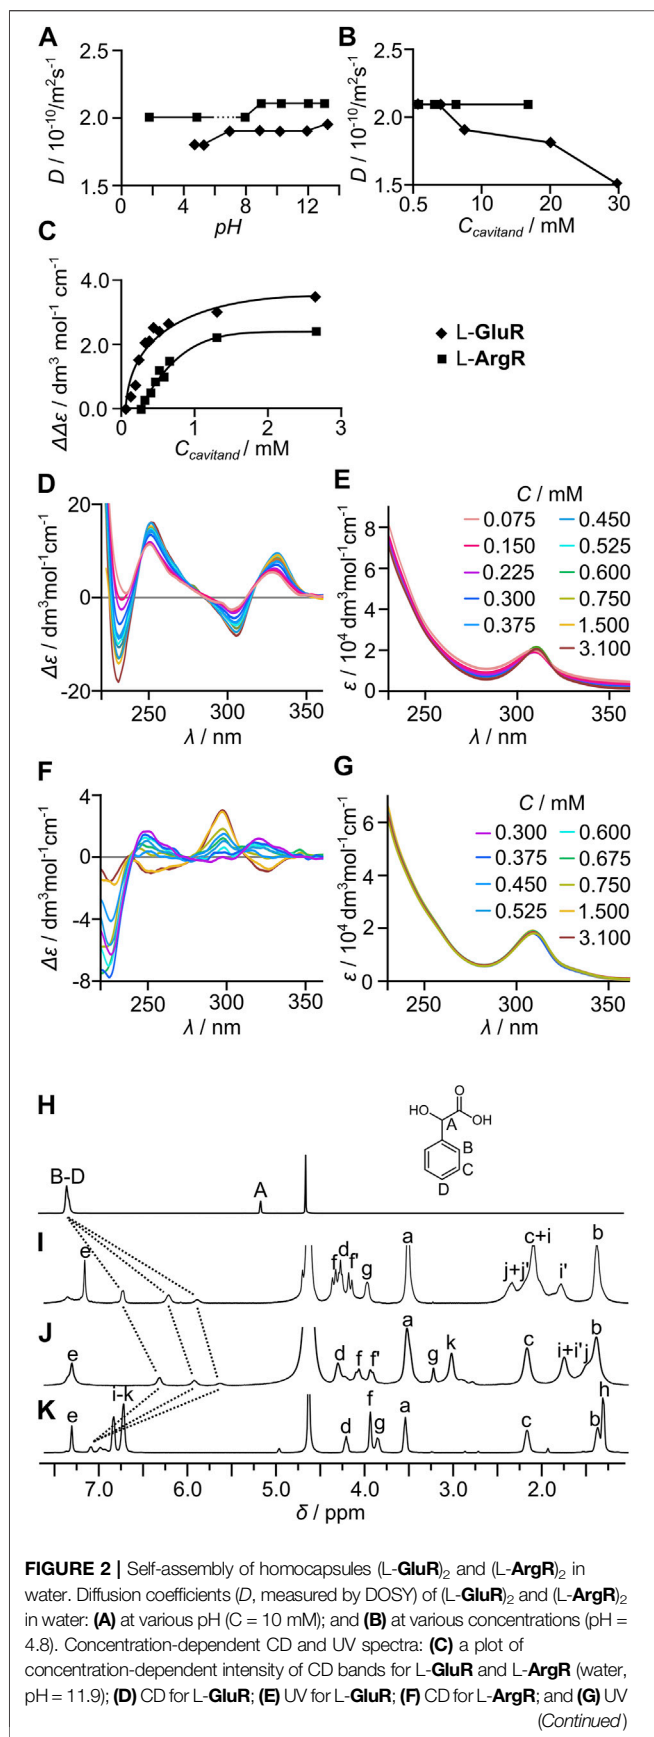 A
B
D / 10⁻¹⁰/m²s⁻¹
2.5
2.0
1.5
0 4 8 12
pH
D / 10⁻¹⁰/m²s⁻¹
2.5
2.0
1.5
0.5 10 20 30
C_cavitand / mM
C
ΔΔε / dm³ mol⁻¹ cm⁻¹
4.0
2.0
0.0
0 1 2 3
C_cavitand / mM
◆ L-GluR
■ L-ArgR
D
Δε / dm³mol⁻¹cm⁻¹
20
0
-20
250 300 350
λ / nm
E
ε / 10⁴ dm³mol⁻¹cm⁻¹
8
6
4
2
0
250 300 350
λ / nm
C / mM
0.075 0.450
0.150 0.525
0.225 0.600
0.300 0.750
0.375 1.500
3.100
F
Δε / dm³mol⁻¹cm⁻¹
4
0
-4
-8
250 300 350
λ / nm
G
ε / 10⁴ dm³mol⁻¹cm⁻¹
6
4
2
0
250 300 350
λ / nm
C / mM
0.300 0.600
0.375 0.675
0.450 0.750
0.525 1.500
3.100
H
B-D A
O
HO OH
A
B
C
D
I
e f d f' g a j+j' c+i i' b
J
e d f f' g k a c i+i' j b
K
e i-k d f g a c b h
7.0 6.0 5.0 4.0 3.0 2.0
δ / ppm
FIGURE 2 | Self-assembly of homocapsules (L-GluR)₂ and (L-ArgR)₂ in
water. Diffusion coefficients (D, measured by DOSY) of (L-GluR)₂ and (L-ArgR)₂
in water: (A) at various pH (C = 10 mM); and (B) at various concentrations (pH =
4.8). Concentration-dependent CD and UV spectra: (C) a plot of
concentration-dependent intensity of CD bands for L-GluR and L-ArgR (water,
pH = 11.9); (D) CD for L-GluR; (E) UV for L-GluR; (F) CD for L-ArgR; and (G) UV
(Continued)